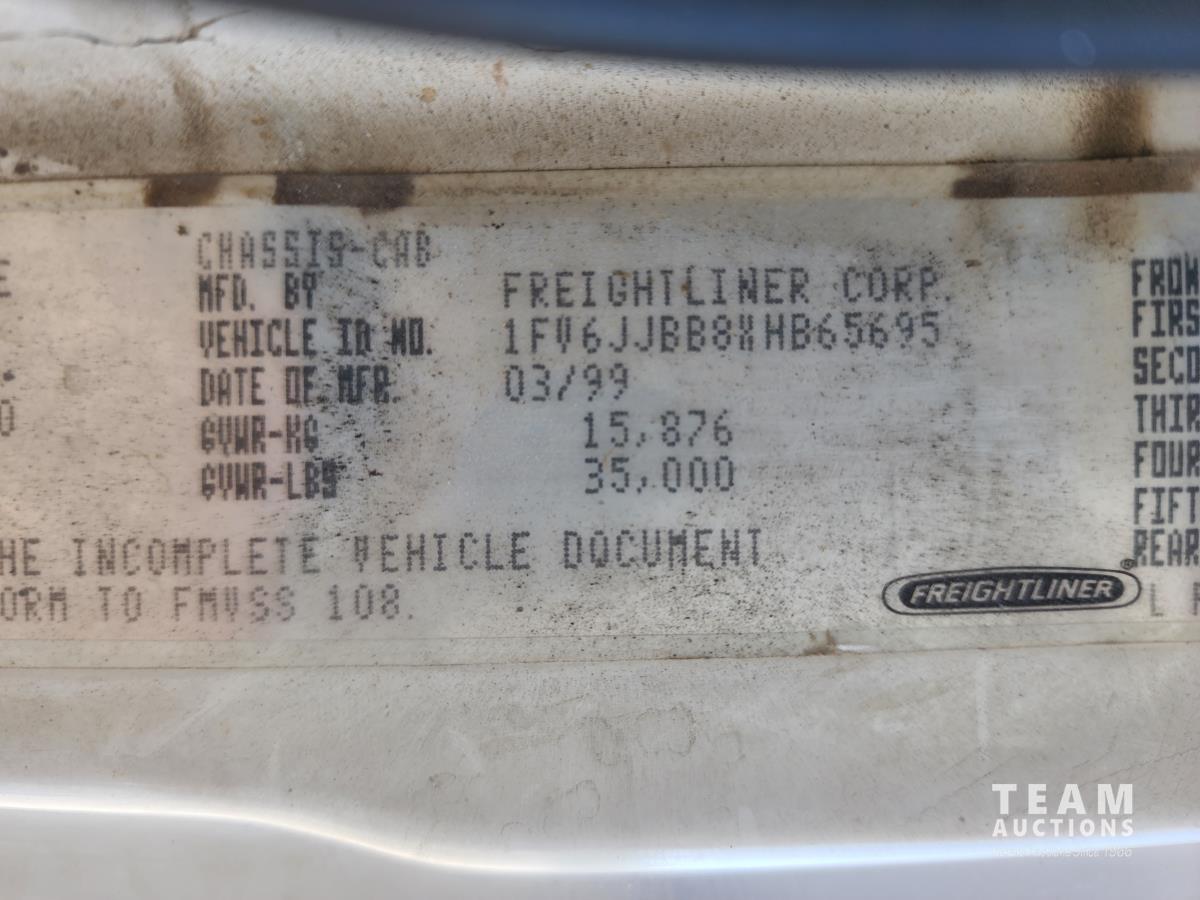 CHASSIS-CAB
MFD. BY FREIGHTLINER CORP.
VEHICLE ID NO. 1FV6JJBB8XHB65695
DATE OF MFR. 03/99
GVWR-KG 15,876
GVWR-LBS 35,000
HE INCOMPLETE VEHICLE DOCUMENT
ORM TO FMVSS 108.
FROM
FIRS
SECO
THIR
FOUR
FIFT
REAR
FREIGHTLINER®
L
TEAM
AUCTIONS